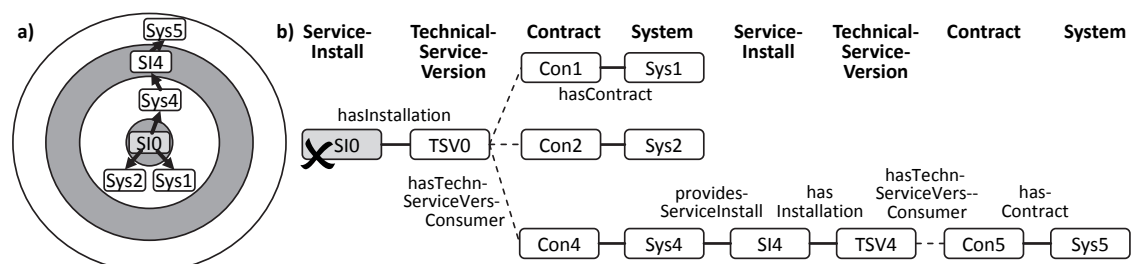 a)
Sys5
SI4
Sys4
SI0
Sys2 Sys1
b) Service-Install Technical-Service-Version Contract System Service-Install Technical-Service-Version Contract System
Con1 Sys1
hasContract
hasInstallation
SI0 TSV0 Con2 Sys2
hasTechn-
ServiceVers-
Consumer
provides-
ServiceInstall
has
Installation
hasTechn-
ServiceVers--
Consumer
has-
Contract
Con4 Sys4 SI4 TSV4 Con5 Sys5